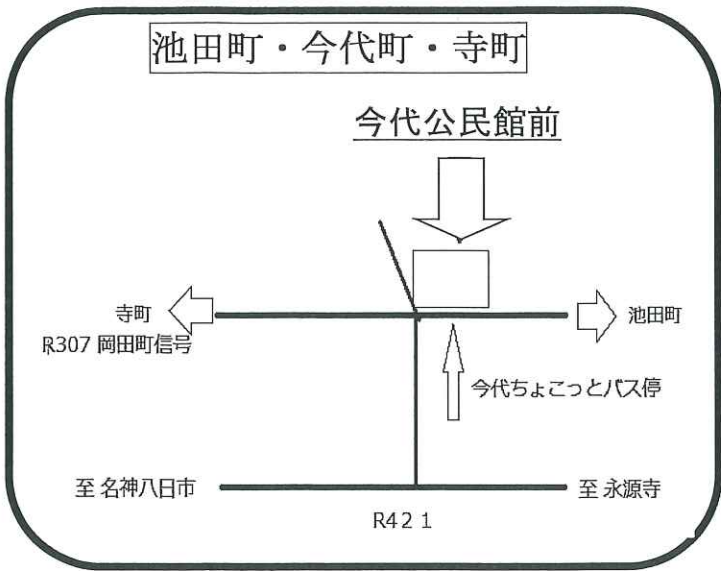 池田町・今代町・寺町
今代公民館前
寺町
R307 岡田町信号
池田町
今代ちょこっとバス停
至 名神八日市
至 永源寺
R421